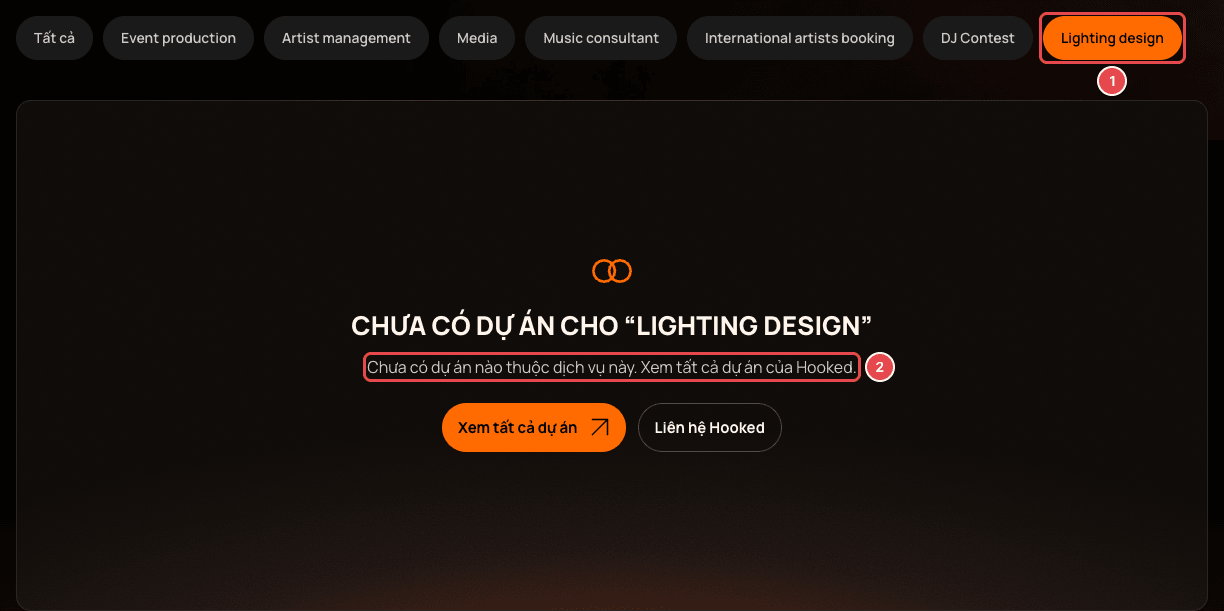 Tất cả
Event production
Artist management
Media
Music consultant
International artists booking
DJ Contest
Lighting design
1
CHƯA CÓ DỰ ÁN CHO “LIGHTING DESIGN”
Chưa có dự án nào thuộc dịch vụ này. Xem tất cả dự án của Hooked.
2
Xem tất cả dự án
Liên hệ Hooked